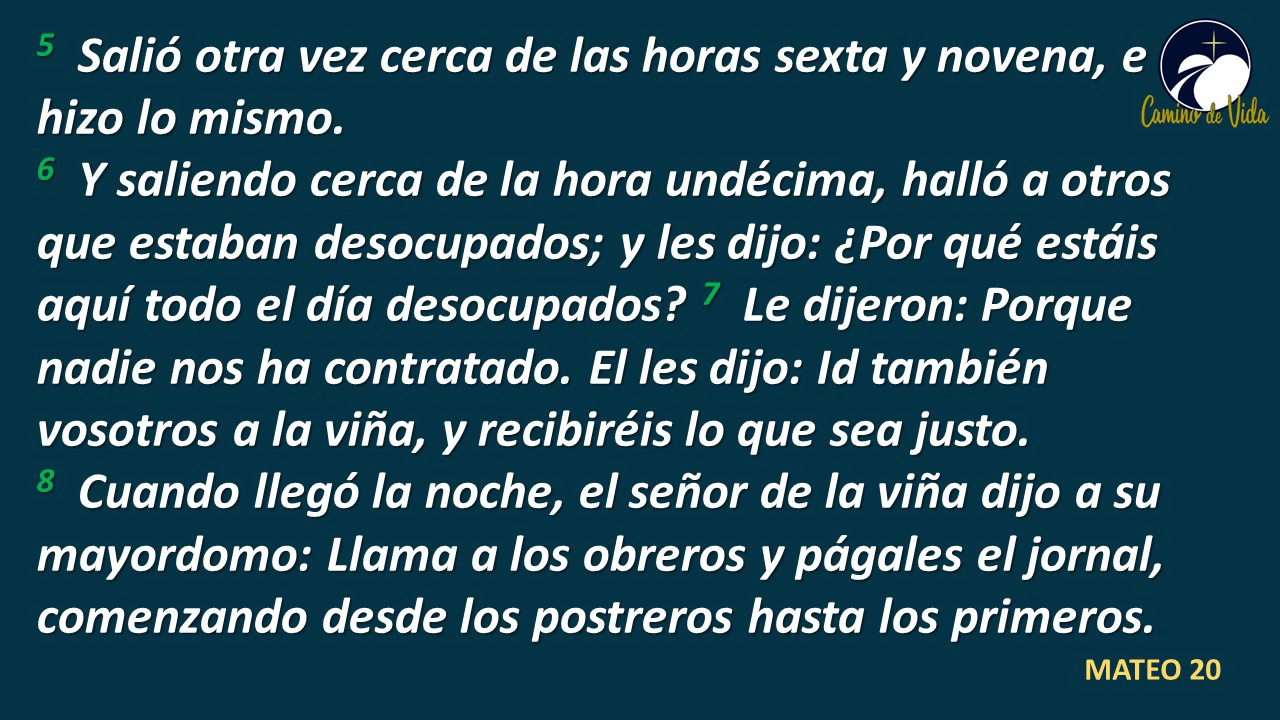 5 Salió otra vez cerca de las horas sexta y novena, e
hizo lo mismo.
6 Y saliendo cerca de la hora undécima, halló a otros
que estaban desocupados; y les dijo: ¿Por qué estáis
aquí todo el día desocupados? 7 Le dijeron: Porque
nadie nos ha contratado. El les dijo: Id también
vosotros a la viña, y recibiréis lo que sea justo.
8 Cuando llegó la noche, el señor de la viña dijo a su
mayordomo: Llama a los obreros y págales el jornal,
comenzando desde los postreros hasta los primeros.
MATEO 20
Camino de Vida